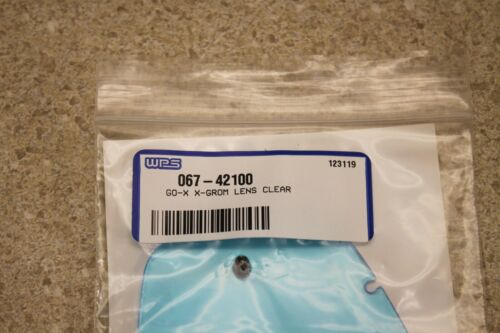 WPS
123119
067-42100
GO-X X-GROM LENS CLEAR